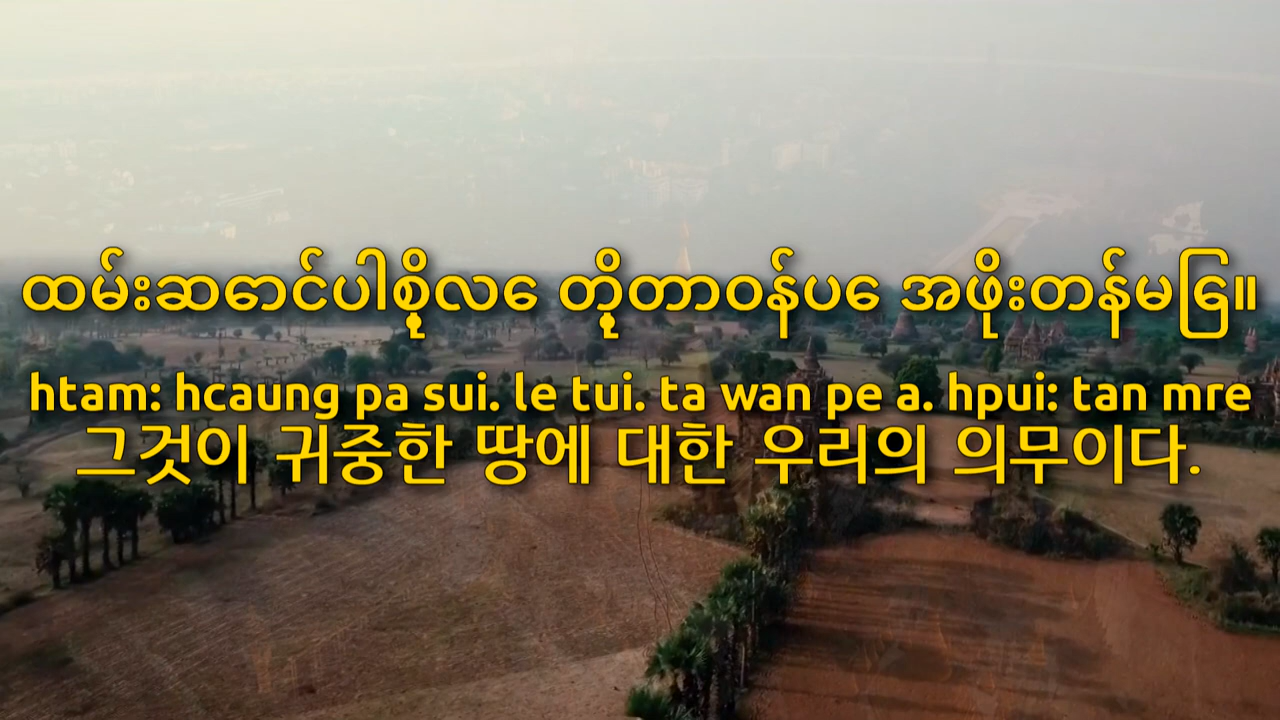 ထမ်းဆောင်ပါစို့လေ တို့တာဝန်ပေ အဖိုးတန်မြေ။
htam: hcaung pa sui. le tui. ta wan pe a. hpui: tan mre
그것이 귀중한 땅에 대한 우리의 의무이다.